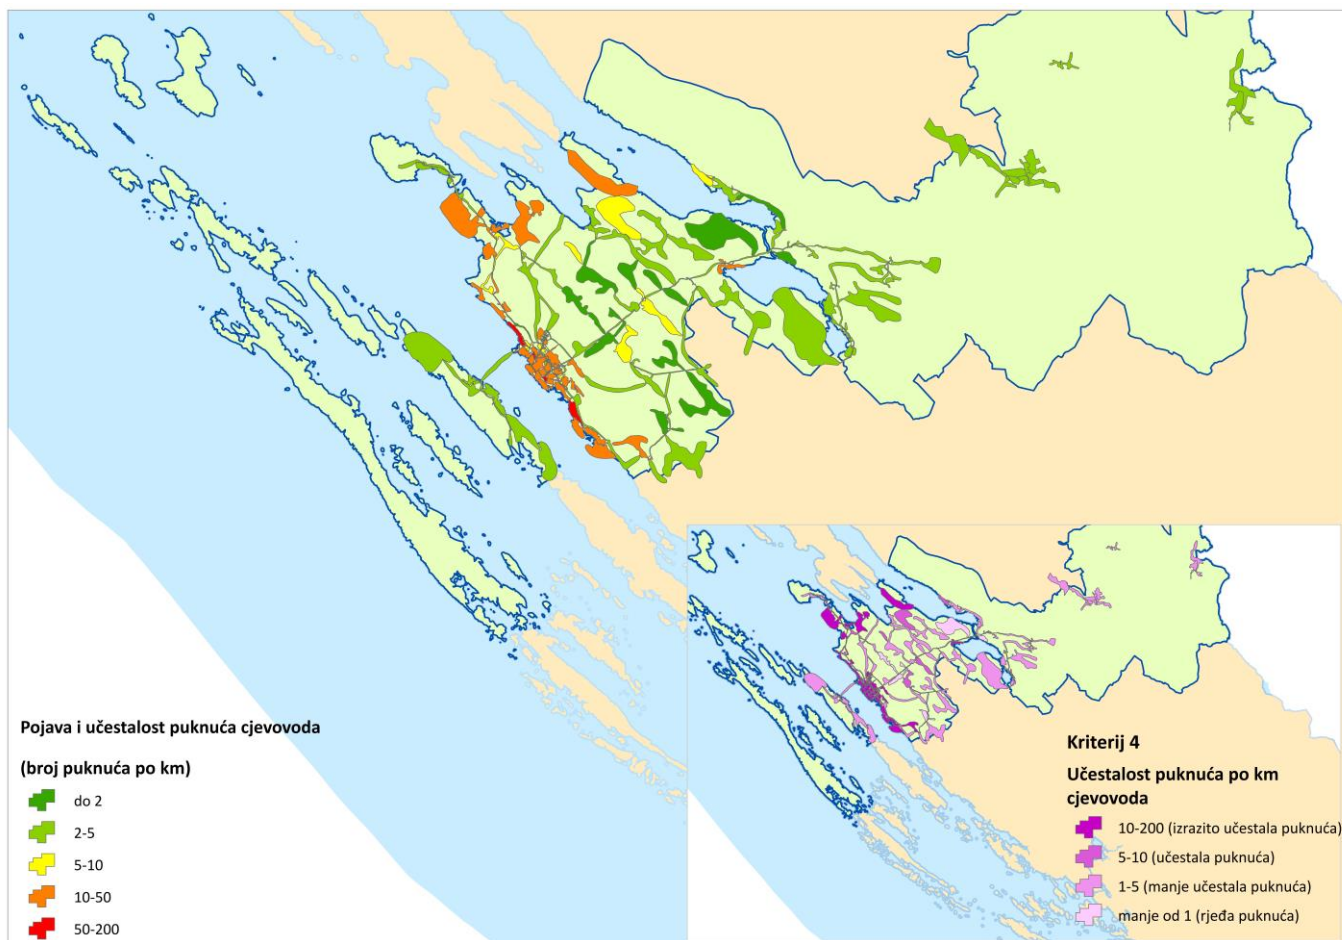 Pojava i učestalost puknuća cjevovoda
(broj puknuća po km)
do 2
2-5
5-10
10-50
50-200
Kriterij 4
Učestalost puknuća po km
cjevovoda
10-200 (izrazito učestala puknuća)
5-10 (učestala puknuća)
1-5 (manje učestala puknuća)
manje od 1 (rjeđa puknuća)